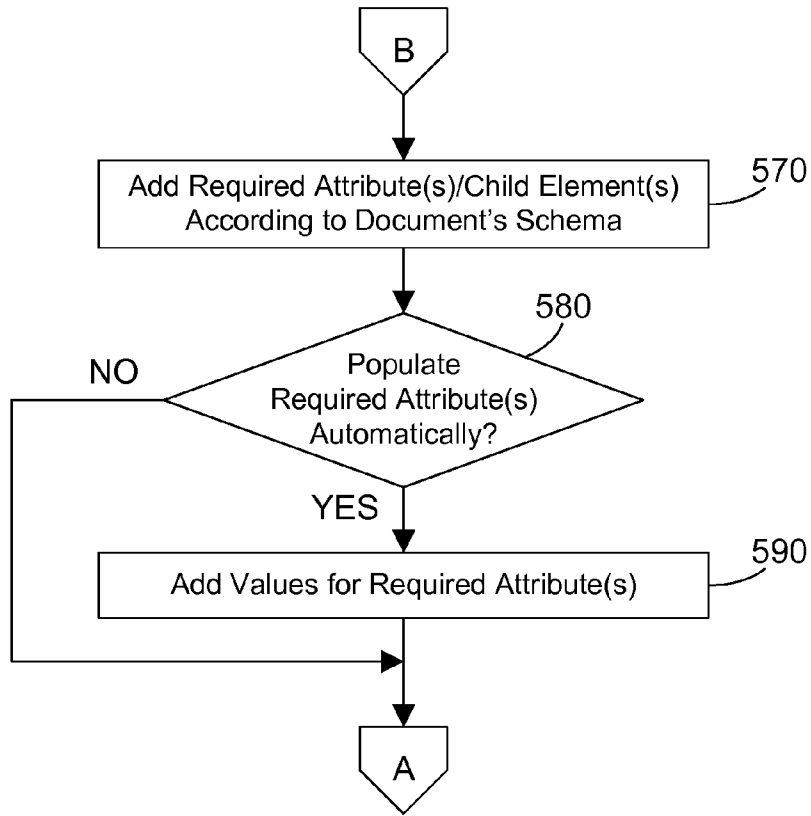 B
Add Required Attribute(s)/Child Element(s)
According to Document's Schema
570
580
Populate
Required Attribute(s)
Automatically?
NO
YES
Add Values for Required Attribute(s)
590
A